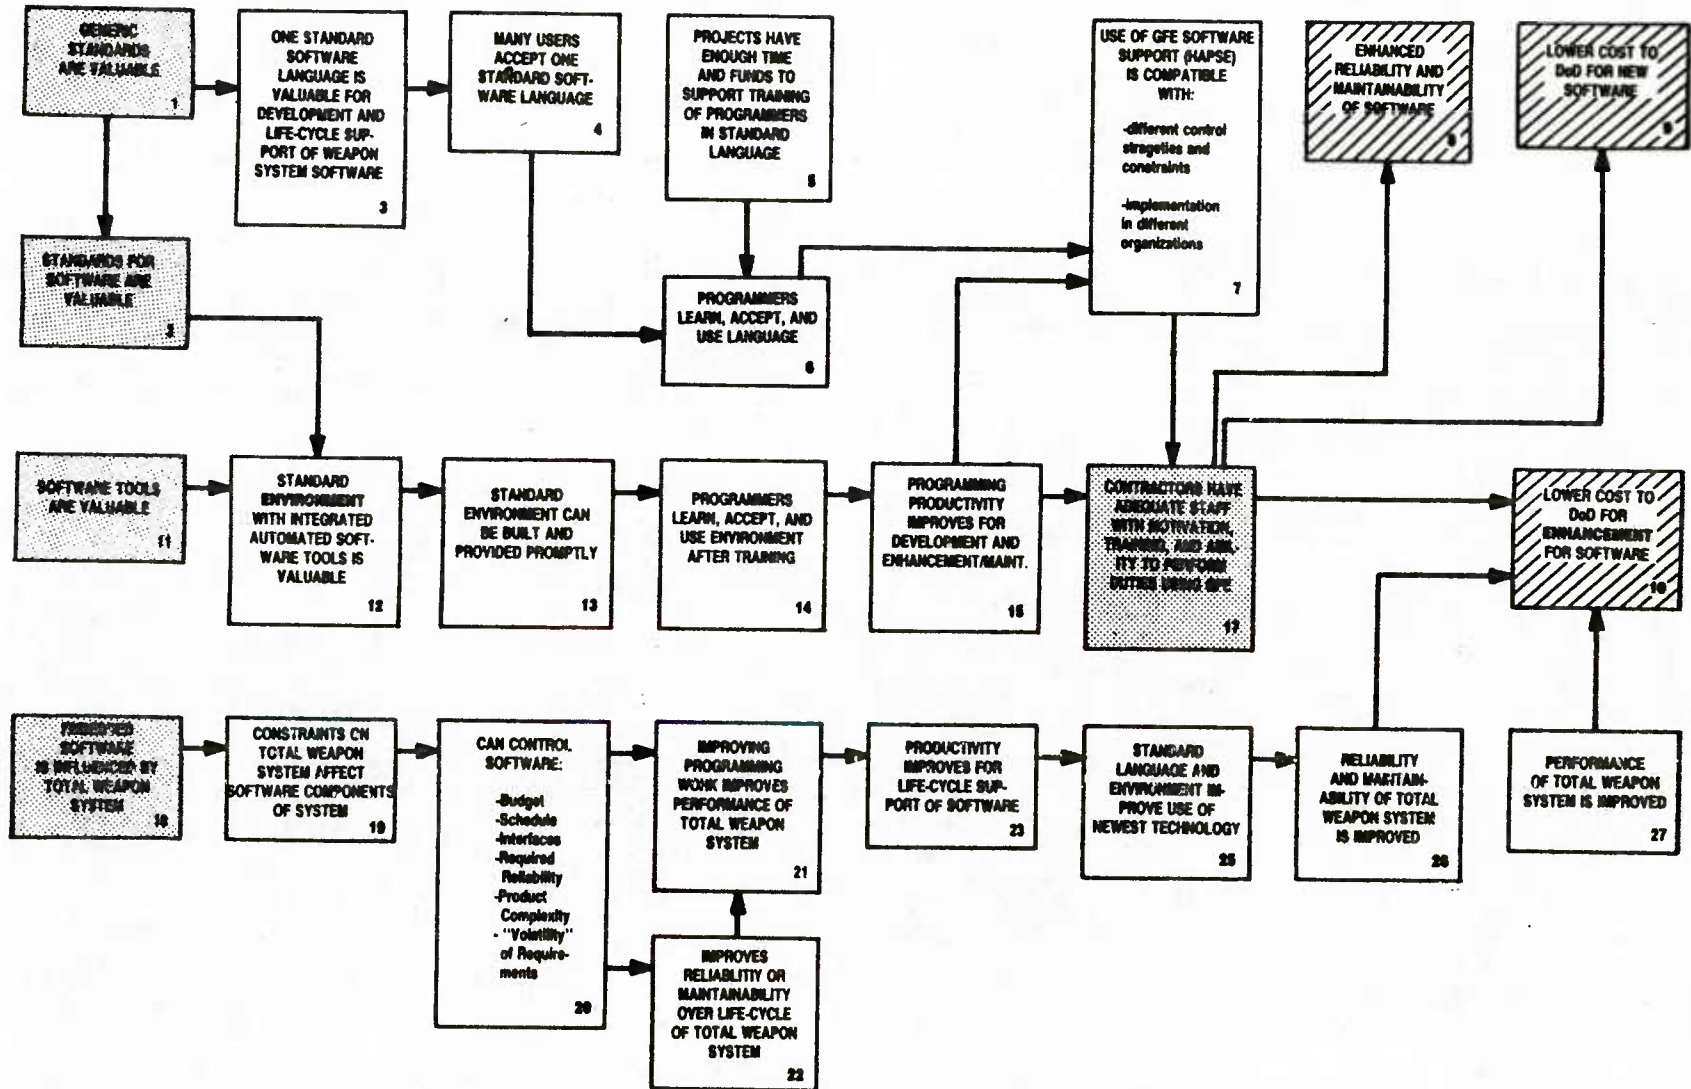 GENERIC
STANDARDS
ARE VALUABLE
1
ONE STANDARD
SOFTWARE
LANGUAGE IS
VALUABLE FOR
DEVELOPMENT AND
LIFE-CYCLE SUP-
PORT OF WEAPON
SYSTEM SOFTWARE
3
MANY USERS
ACCEPT ONE
STANDARD SOFT-
WARE LANGUAGE
4
PROJECTS HAVE
ENOUGH TIME
AND FUNDS TO
SUPPORT TRAINING
OF PROGRAMMERS
IN STANDARD
LANGUAGE
5
USE OF GFE SOFTWARE
SUPPORT (HAPSE)
IS COMPATIBLE
WITH:
-different control
strageties and
constraints
-implementation
in different
organizations
7
ENHANCED
RELIABILITY AND
MAINTAINABILITY
OF SOFTWARE
8
LOWER COST TO
DoD FOR NEW
SOFTWARE
9
STANDARDS FOR
SOFTWARE ARE
VALUABLE
2
PROGRAMMERS
LEARN, ACCEPT, AND
USE LANGUAGE
6
SOFTWARE TOOLS
ARE VALUABLE
11
STANDARD
ENVIRONMENT
WITH INTEGRATED
AUTOMATED SOFT-
WARE TOOLS IS
VALUABLE
12
STANDARD
ENVIRONMENT CAN
BE BUILT AND
PROVIDED PROMPTLY
13
PROGRAMMERS
LEARN, ACCEPT, AND
USE ENVIRONMENT
AFTER TRAINING
14
PROGRAMMING
PRODUCTIVITY
IMPROVES FOR
DEVELOPMENT AND
ENHANCEMENT/MAINT.
15
CONTRACTORS HAVE
ADEQUATE STAFF
WITH MOTIVATION,
TRAINING, AND ABIL-
ITY TO PERFORM
DUTIES USING
17
LOWER COST TO
DoD FOR
ENHANCEMENT
FOR SOFTWARE
10
EMBEDDED
SOFTWARE
IS INFLUENCED BY
TOTAL WEAPON
SYSTEM
18
CONSTRAINTS ON
TOTAL WEAPON
SYSTEM AFFECT
SOFTWARE COMPONENTS
OF SYSTEM
19
CAN CONTROL
SOFTWARE:
-Budget
-Schedule
-Interfaces
-Required
Reliability
-Product
Complexity
- "Voltility"
of Require-
ments
20
IMPROVING
PROGRAMMING
WORK IMPROVES
PERFORMANCE OF
TOTAL WEAPON
SYSTEM
21
PRODUCTIVITY
IMPROVES FOR
LIFE-CYCLE SUP-
PORT OF SOFTWARE
23
STANDARD
LANGUAGE AND
ENVIRONMENT IM-
PROVE USE OF
NEWEST TECHNOLOGY
25
RELIABILITY
AND MAINTAIN-
ABILITY OF TOTAL
WEAPON SYSTEM
IS IMPROVED
26
PERFORMANCE
OF TOTAL WEAPON
SYSTEM IS IMPROVED
27
IMPROVES
RELIABLITIY OR
MAINTAINABILITY
OVER LIFE-CYCLE
OF TOTAL WEAPON
SYSTEM
22